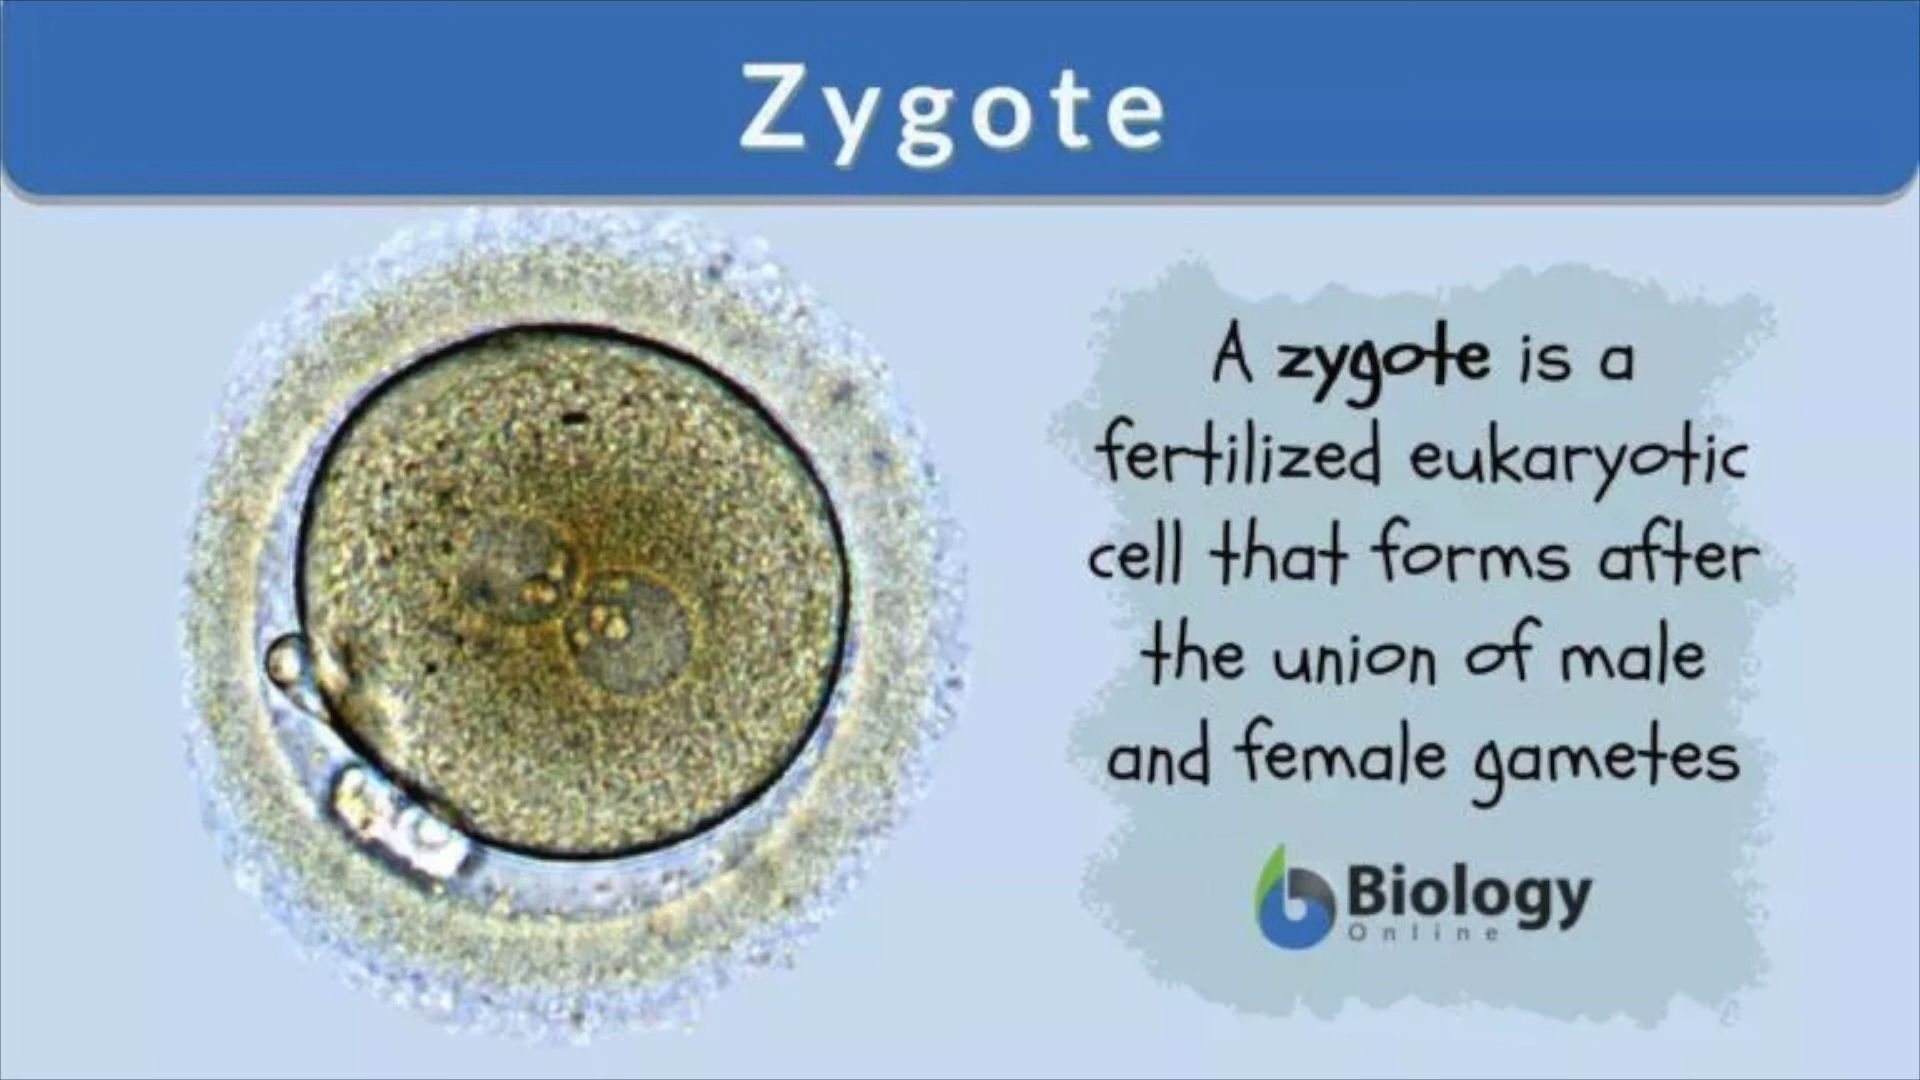 Zygote
A zygote is a
fertilized eukaryotic
cell that forms after
the union of male
and female gametes
Biology
Online